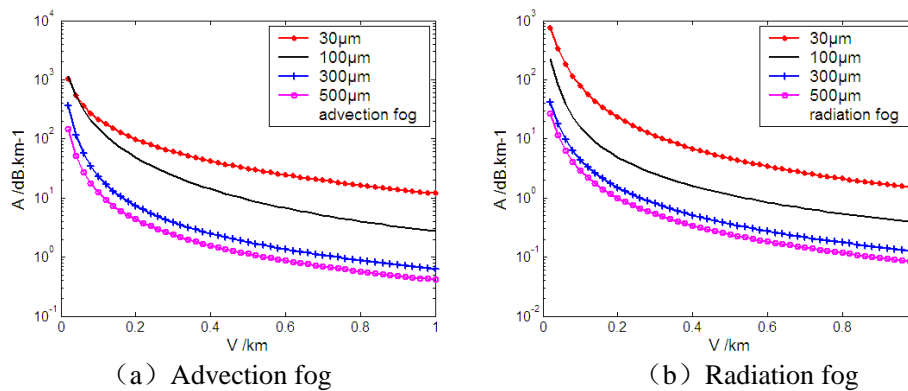 10^4
10^3
10^2
10^1
10^0
10^-1
A /dB.km-1
0
0.2
0.4
0.6
0.8
1
V /km
30μm
100μm
300μm
500μm
advection fog
(a) Advection fog
10^3
10^2
10^1
10^0
10^-1
10^-2
A /dB.km-1
0
0.2
0.4
0.6
0.8
V /km
30μm
100μm
300μm
500μm
radiation fog
(b) Radiation fog